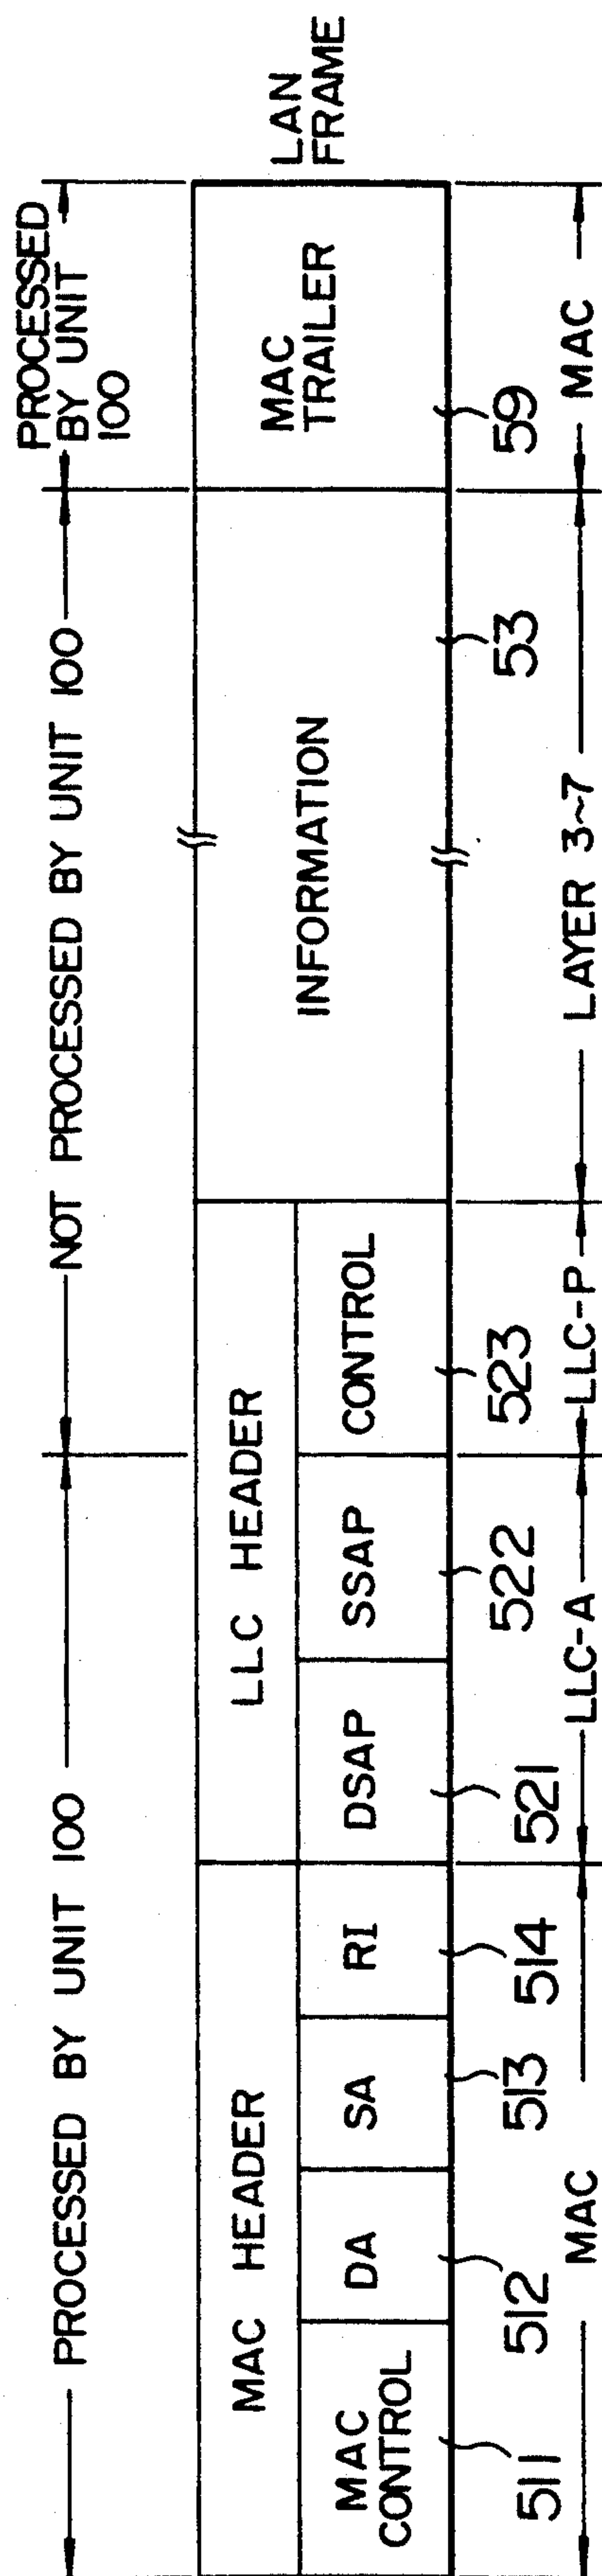 PROCESSED BY UNIT 100
NOT PROCESSED BY UNIT 100
PROCESSED
BY UNIT
100
MAC HEADER
LLC HEADER
INFORMATION
MAC
TRAILER
LAN
FRAME
MAC
CONTROL
DA
SA
RI
DSAP
SSAP
CONTROL
511
512
513
514
521
522
523
53
59
MAC
LLC-A
LLC-P
LAYER 3~7
MAC